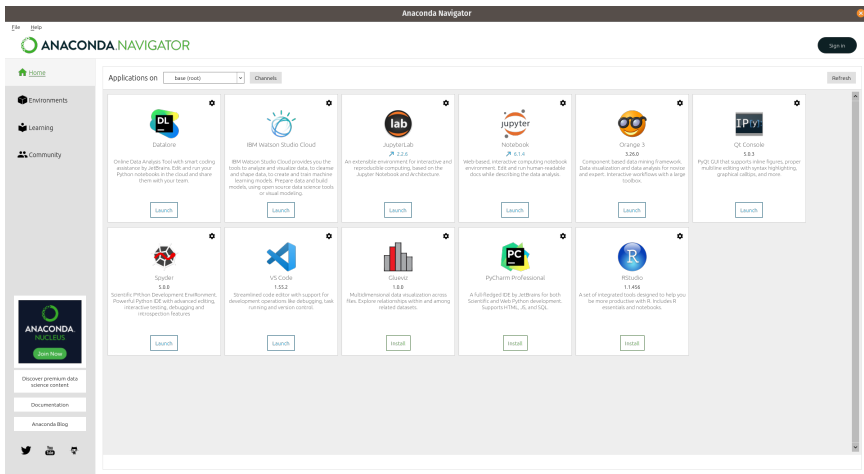 Anaconda Navigator
File Help
ANACONDA.NAVIGATOR
Sign in
Home
Environments
Learning
Community
Applications on base (root) Channels
Refresh
DL
Datalore
Online Data Analysis Tool with smart coding
assistance by JetBrains. Edit and run your
Python notebooks in the cloud and share
them with your team.
Launch
IBM Watson Studio Cloud
IBM Watson Studio Cloud provides you the
tools to analyze and visualize data, to cleanse
and shape data, to create and train machine
learning models. Prepare data and build
models, using open source data science tools
or visual modeling.
Launch
lab
JupyterLab
2.2.6
An extensible environment for interactive and
reproducible computing, based on the
Jupyter Notebook and Architecture.
Launch
jupyter
Notebook
6.1.4
Web-based, interactive computing notebook
environment. Edit and run human-readable
docs while describing the data analysis.
Launch
Orange 3
3.26.0
Component based data mining framework.
Data visualization and data analysis for novice
and expert. Interactive workflows with a large
toolbox.
Launch
IP[y]:
Qt Console
5.0.3
PyQt GUI that supports inline figures, proper
multiline editing with syntax highlighting,
graphical calltips, and more.
Launch
Spyder
5.0.0
Scientific PYthon Development EnviRonment.
Powerful Python IDE with advanced editing,
interactive testing, debugging and
introspection features
Launch
VS Code
1.55.2
Streamlined code editor with support for
development operations like debugging, task
running and version control.
Launch
Glueviz
1.0.0
Multidimensional data visualization across
files. Explore relationships within and among
related datasets.
Install
PC
PyCharm Professional
A full-fledged IDE by JetBrains for both
Scientific and Web Python development.
Supports HTML, JS, and SQL.
Install
R
RStudio
1.1.456
A set of integrated tools designed to help you
be more productive with R. Includes R
essentials and notebooks.
Install
ANACONDA.
NUCLEUS
Join Now
Discover premium data
science content
Documentation
Anaconda Blog
You
Tube